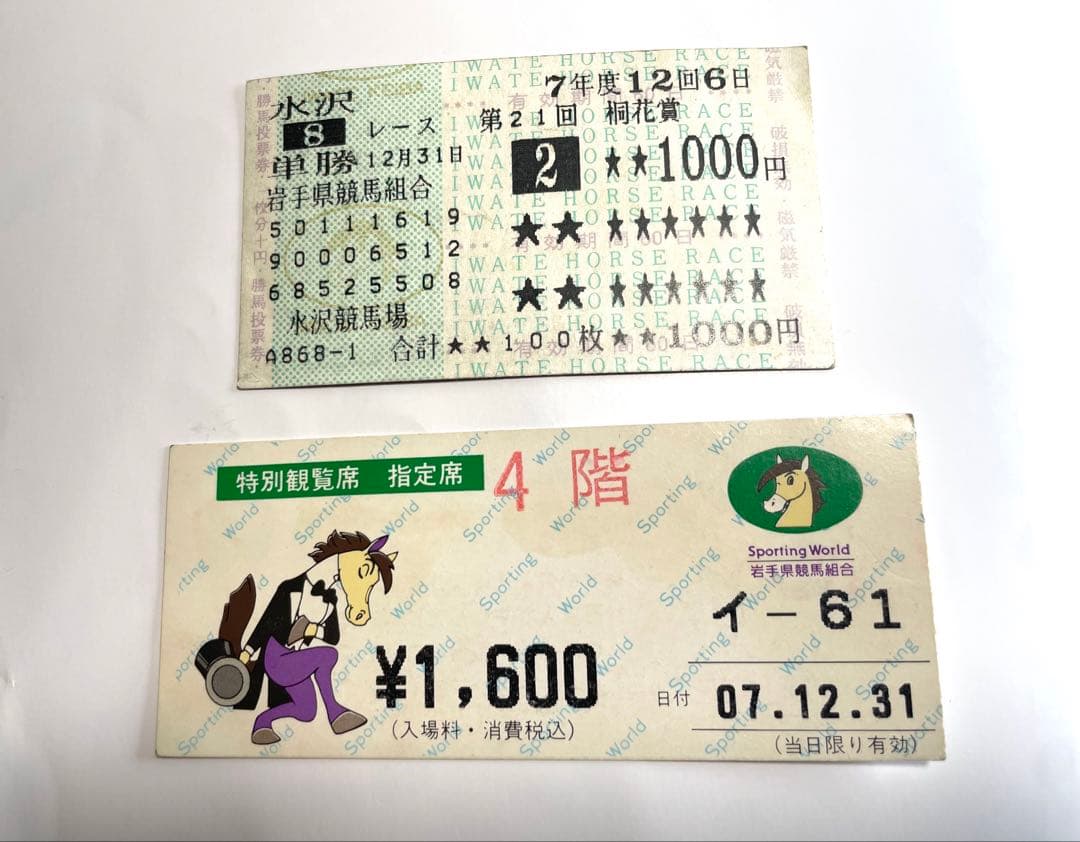 水沢
7年度12回6日
8 レース
第21回 桐花賞
単勝 12月31日
2 ★★1000円
岩手県競馬組合
50111619
★★ ★★★★★★
90006512
68525508
★★ ★★★★★★
水沢競馬場
A868-1 合計★★100枚★★1000円
IWATE HORSE RACE
勝馬投票券
特別観覧席 指定席
4階
Sporting World
Sporting World
岩手県競馬組合
イ-61
¥1,600
(入場料・消費税込)
日付 07.12.31
(当日限り有効)